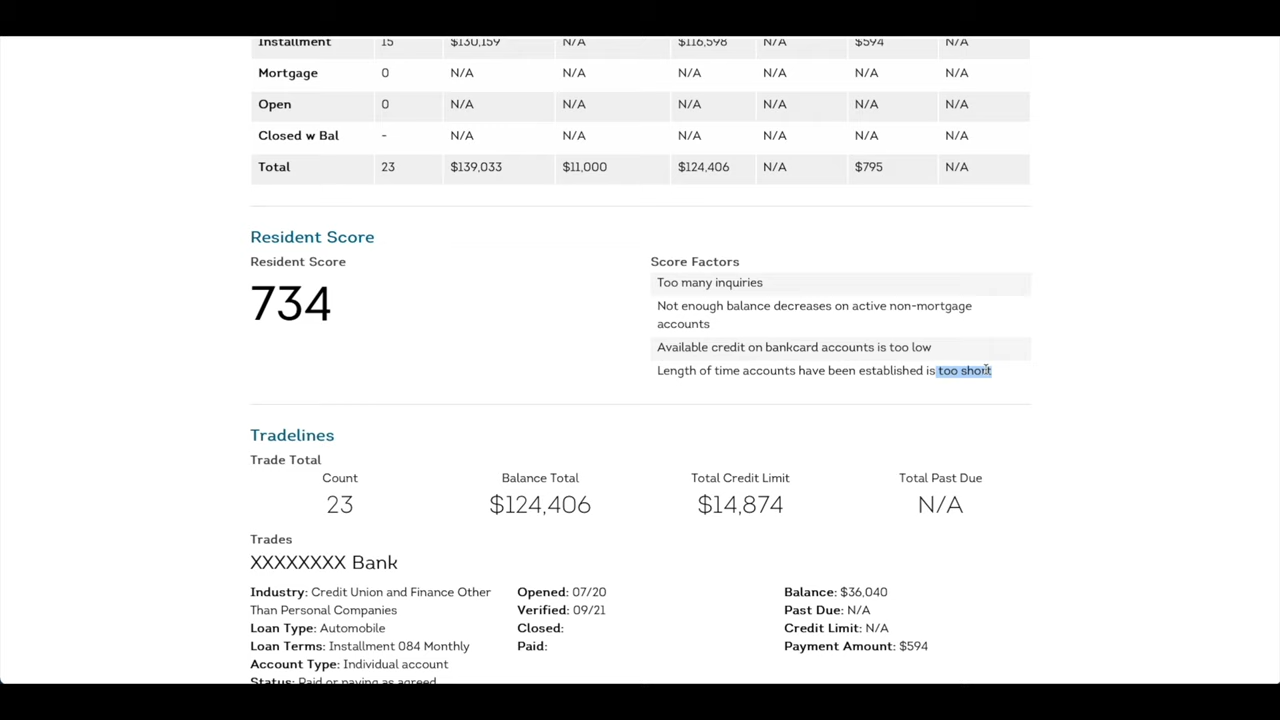 Installment 15 $130,159 N/A $116,598 N/A $594 N/A
Mortgage 0 N/A N/A N/A N/A N/A N/A
Open 0 N/A N/A N/A N/A N/A N/A
Closed w Bal - N/A N/A N/A N/A N/A N/A
Total 23 $139,033 $11,000 $124,406 N/A $795 N/A
Resident Score
Resident Score
734
Score Factors
Too many inquiries
Not enough balance decreases on active non-mortgage
accounts
Available credit on bankcard accounts is too low
Length of time accounts have been established is too short
Tradelines
Trade Total
Count Balance Total Total Credit Limit Total Past Due
23 $124,406 $14,874 N/A
Trades
XXXXXXXX Bank
Industry: Credit Union and Finance Other
Than Personal Companies
Loan Type: Automobile
Loan Terms: Installment 084 Monthly
Account Type: Individual account
Status: Paid or paying as agreed
Opened: 07/20
Verified: 09/21
Closed:
Paid:
Balance: $36,040
Past Due: N/A
Credit Limit: N/A
Payment Amount: $594